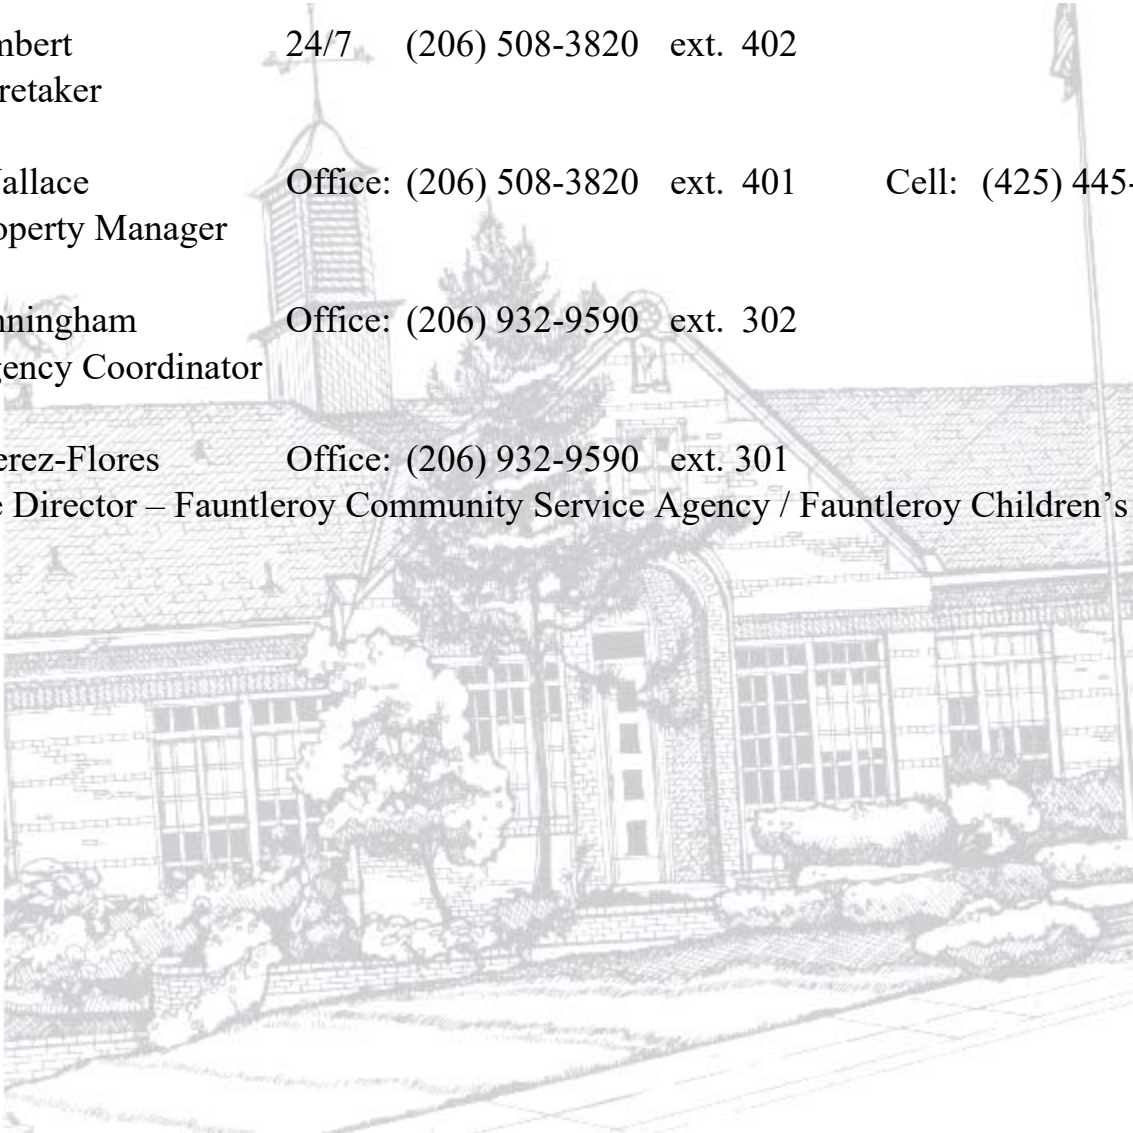 mbert 24/7 (206) 508-3820 ext. 402
retaker
allace Office: (206) 508-3820 ext. 401 Cell: (425) 445-
operty Manager
nningham Office: (206) 932-9590 ext. 302
gency Coordinator
erez-Flores Office: (206) 932-9590 ext. 301
e Director – Fauntleroy Community Service Agency / Fauntleroy Children’s